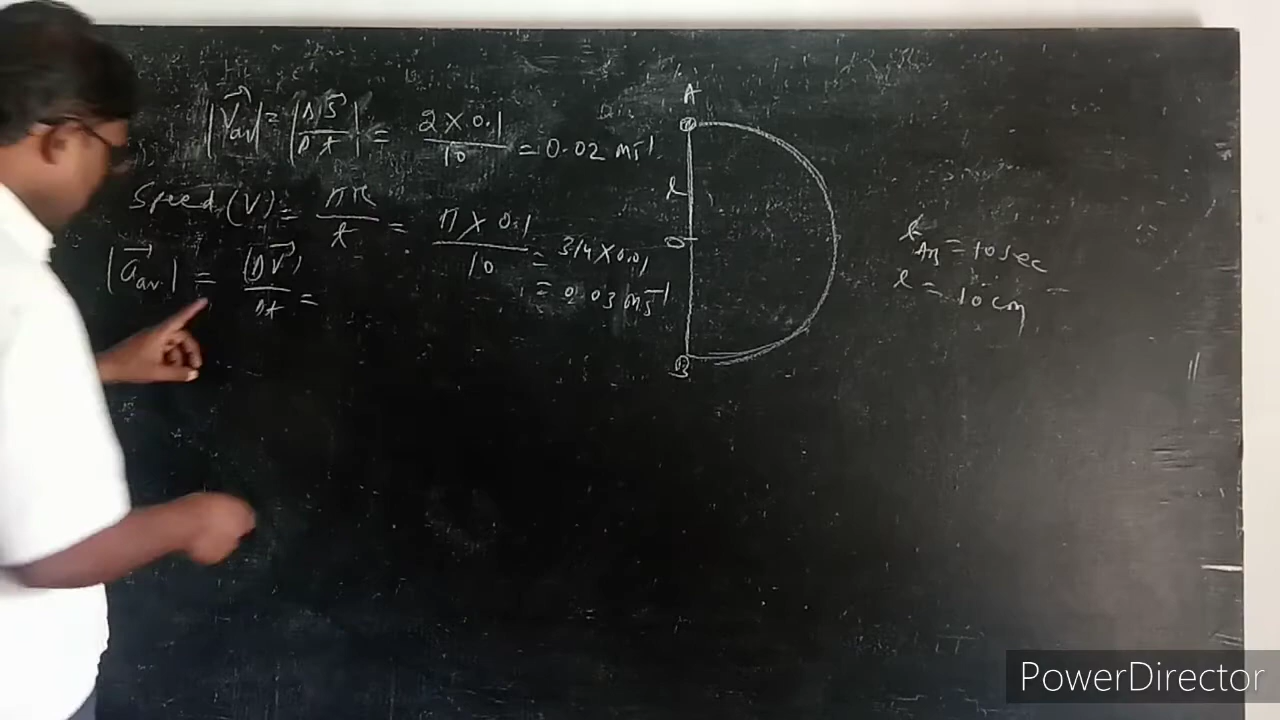 |V⃗av| = |ΔS⃗/Δt| = 2 X 0.1/10 = 0.02 ms⁻¹
Speed (V) = πr/t = π X 0.1/10 = 3.14 X 0.01
= 0.03 ms⁻¹
|a⃗av.| = |ΔV⃗|/Δt =
A
r
O
B
tAB = 10 sec
r = 10 cm
PowerDirector